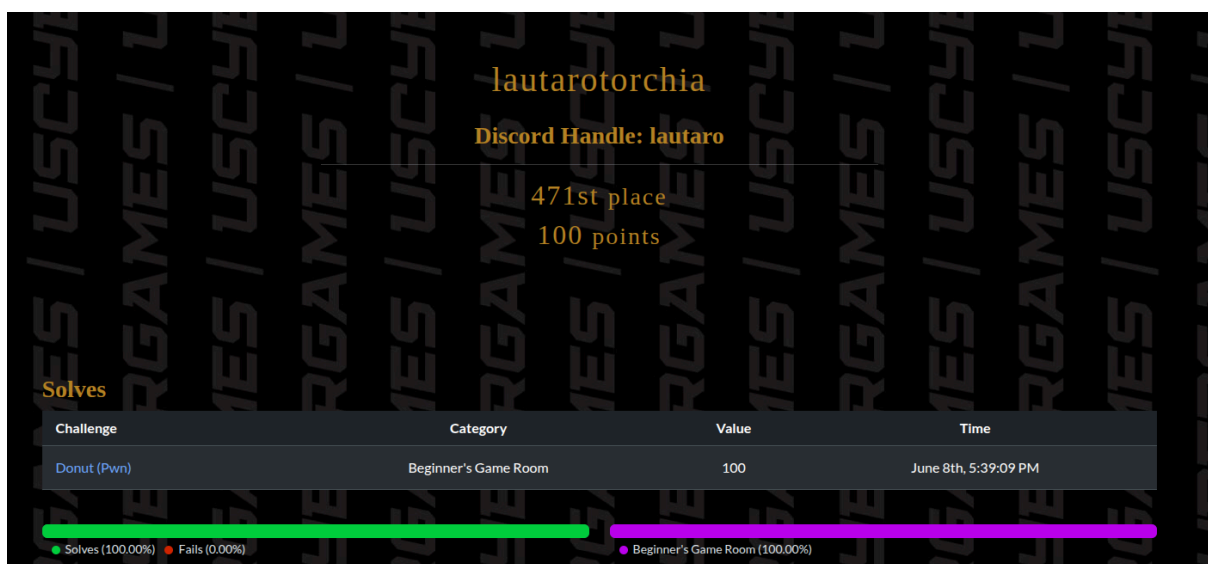 lautarotorchia
Discord Handle: lautaro
471st place
100 points
Solves
Challenge Category Value Time
Donut (Pwn) Beginner's Game Room 100 June 8th, 5:39:09 PM
Solves (100.00%) Fails (0.00%) Beginner's Game Room (100.00%)